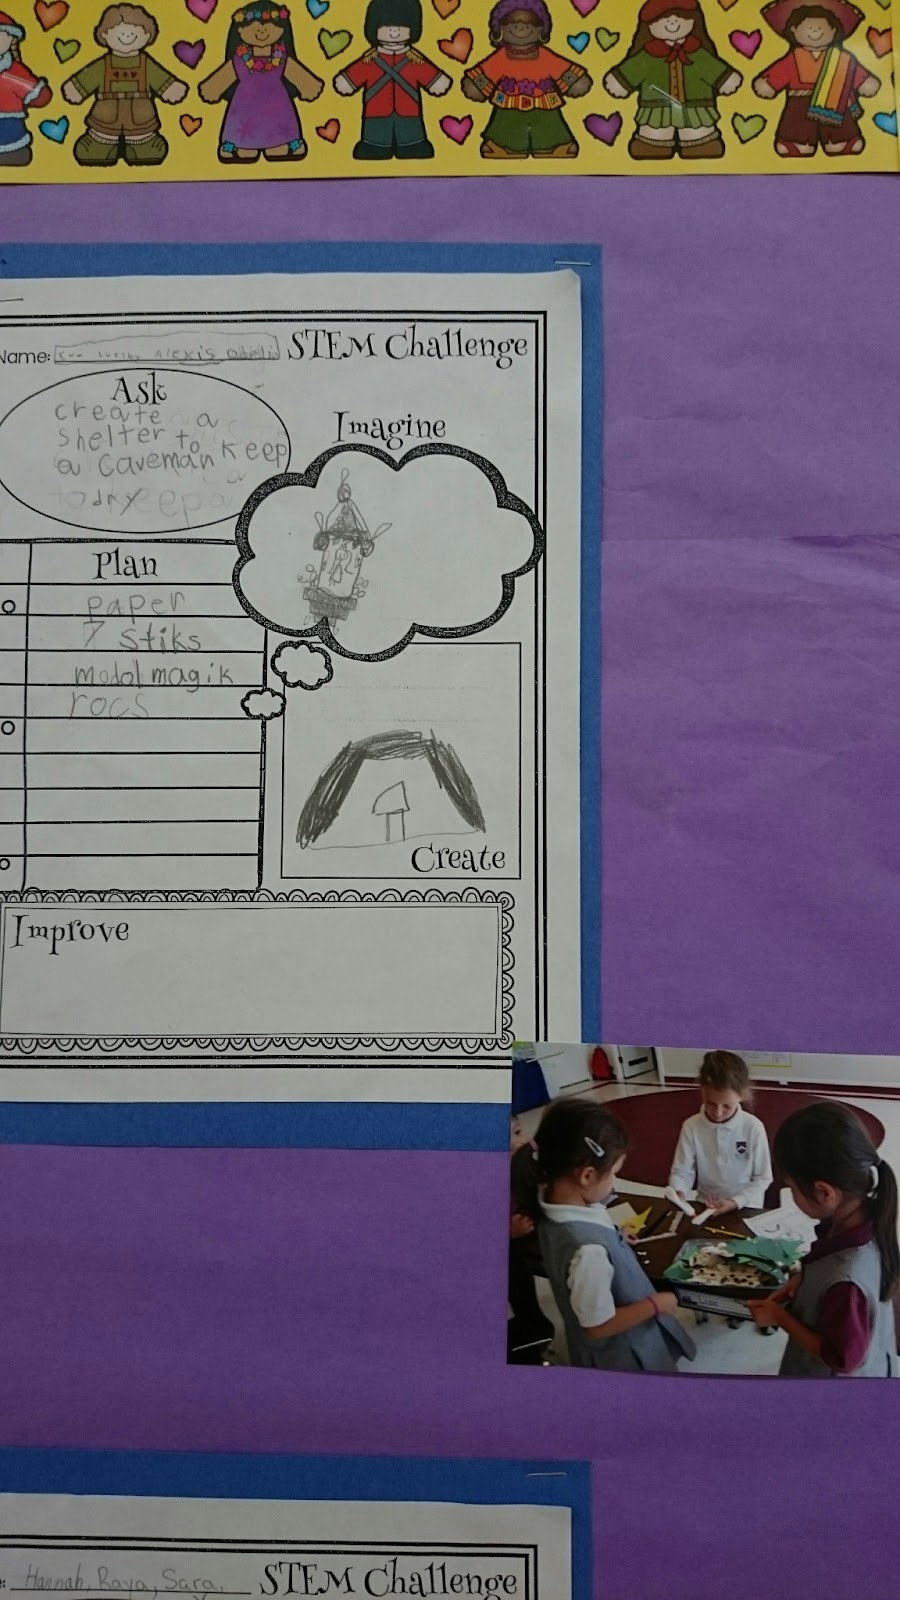 Name: Alexis
STEM Challenge
Ask
create a
shelter to keep
a caveman
dry
Imagine
Plan
paper
7 stiks
modal magik
rocs
Create
Improve
Hannah, Raya, Sara,
STEM Challenge